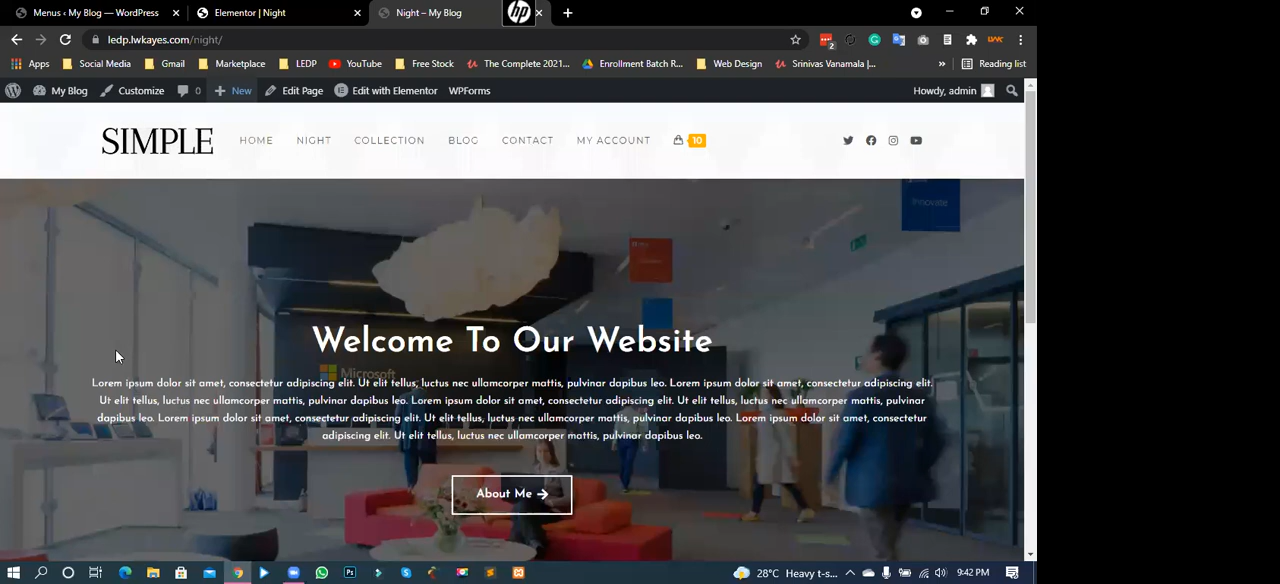 Menus ‹ My Blog — WordPress
Elementor | Night
Night – My Blog
hp
ledp.lwkayes.com/night/
2
Apps Social Media Gmail Marketplace LEDP YouTube Free Stock The Complete 2021... Enrollment Batch R... Web Design Srinivas Vanamala |... » Reading list
My Blog Customize 0 New Edit Page Edit with Elementor WPForms Howdy, admin
SIMPLE HOME NIGHT COLLECTION BLOG CONTACT MY ACCOUNT 10
Innovate
Welcome To Our Website
Microsoft
Lorem ipsum dolor sit amet, consectetur adipiscing elit. Ut elit tellus, luctus nec ullamcorper mattis, pulvinar dapibus leo. Lorem ipsum dolor sit amet, consectetur adipiscing elit.
Ut elit tellus, luctus nec ullamcorper mattis, pulvinar dapibus leo. Lorem ipsum dolor sit amet, consectetur adipiscing elit. Ut elit tellus, luctus nec ullamcorper mattis, pulvinar
dapibus leo. Lorem ipsum dolor sit amet, consectetur adipiscing elit. Ut elit tellus, luctus nec ullamcorper mattis, pulvinar dapibus leo. Lorem ipsum dolor sit amet, consectetur
adipiscing elit. Ut elit tellus, luctus nec ullamcorper mattis, pulvinar dapibus leo.
About Me →
28°C Heavy t-s... 9:42 PM